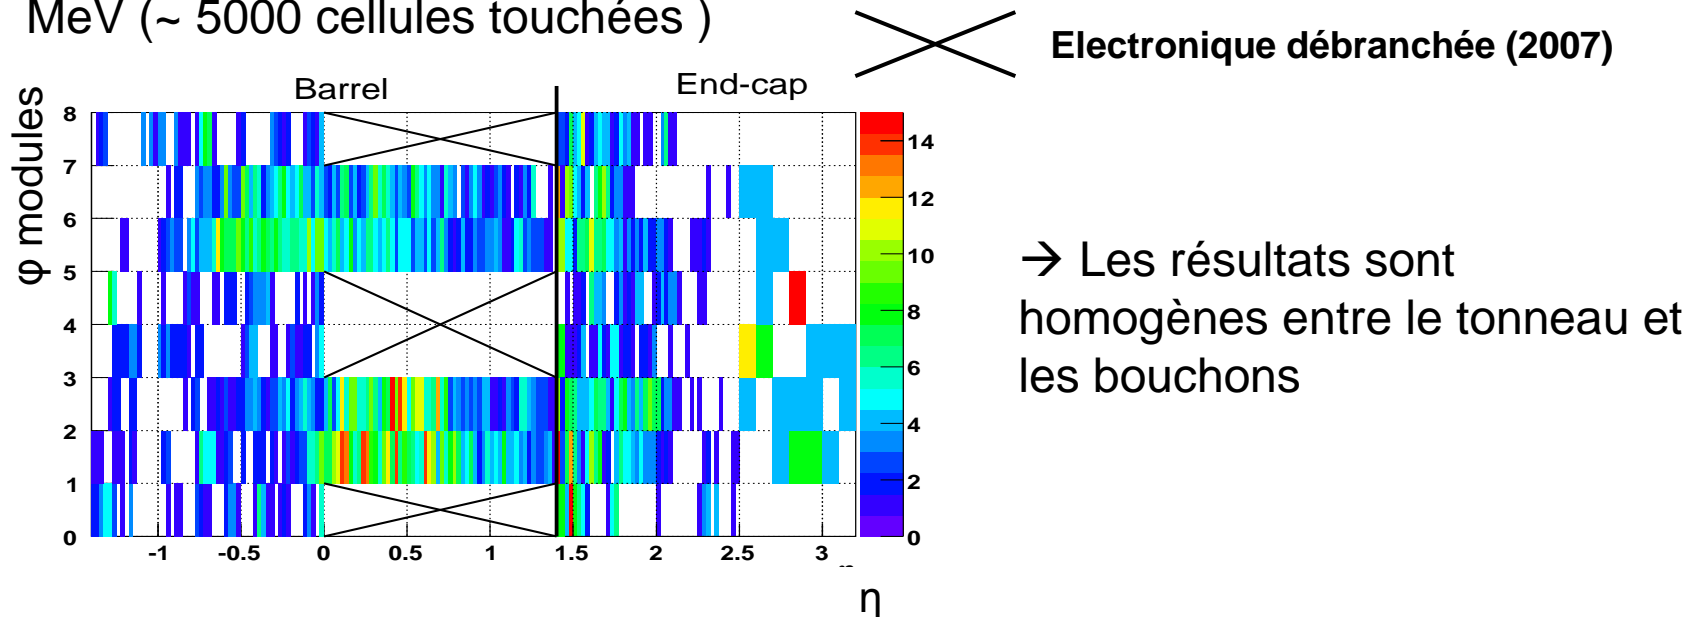 MeV (~ 5000 cellules touchées )
Electronique débranchée (2007)
Barrel
End-cap
φ modules
8
7
6
5
4
3
2
1
0
-1
-0.5
0
0.5
1
1.5
2
2.5
3
η
14
12
10
8
6
4
2
0
→ Les résultats sont
homogènes entre le tonneau et
les bouchons